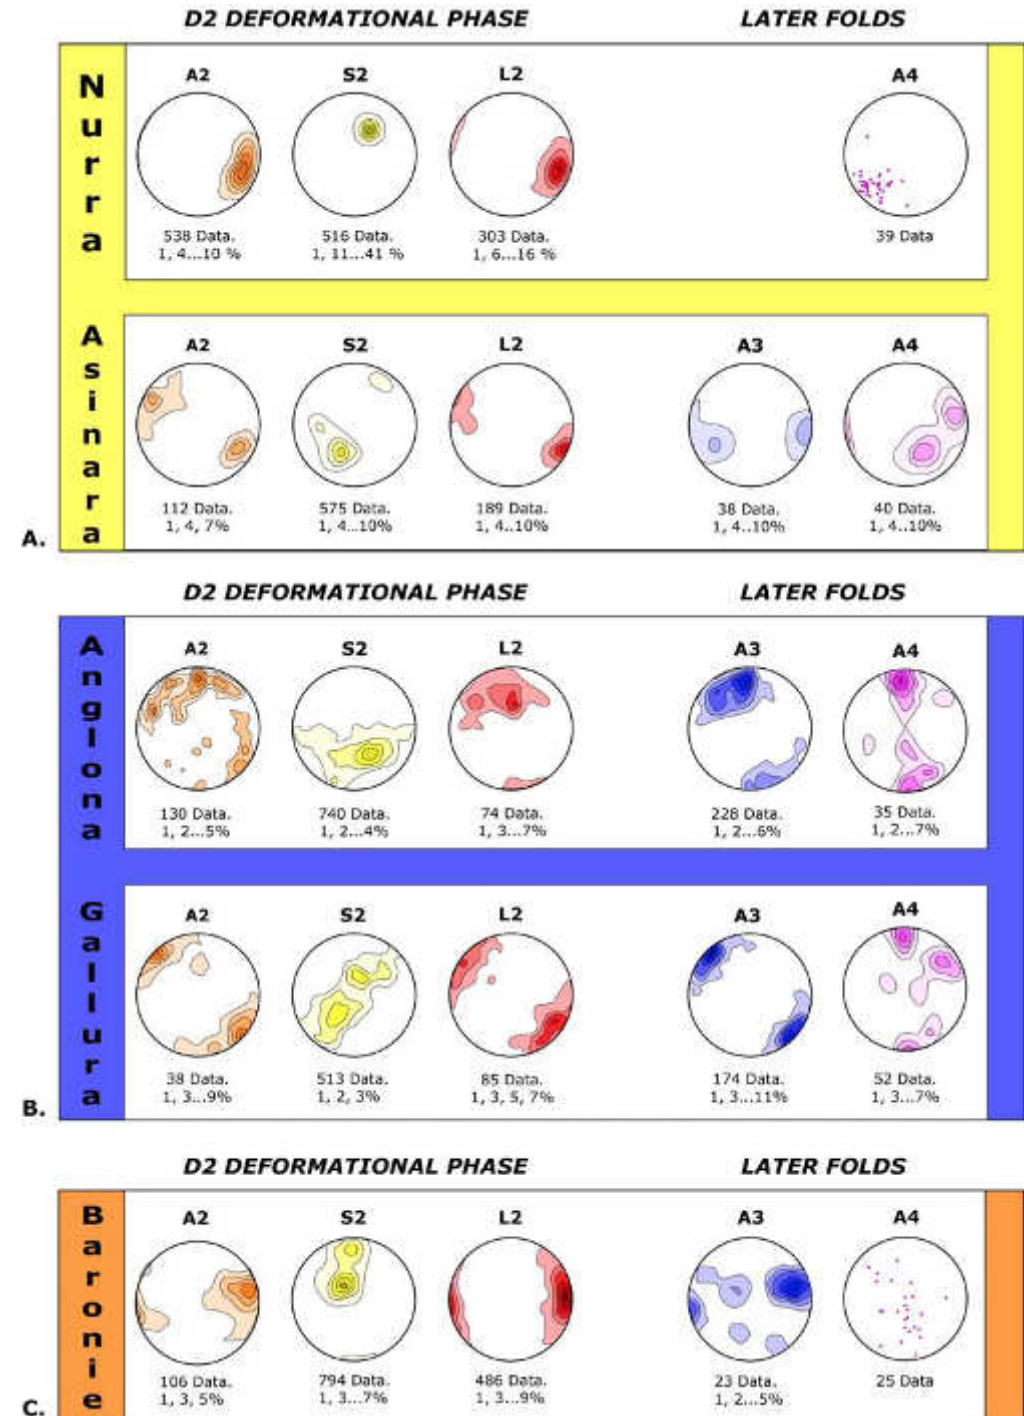 D2 DEFORMATIONAL PHASE LATER FOLDS
Nurra
A2 S2 L2 A4
538 Data. 516 Data. 303 Data. 39 Data
1, 4...10 % 1, 11...41 % 1, 6...16 %
Asinara
A2 S2 L2 A3 A4
112 Data. 575 Data. 189 Data. 38 Data. 40 Data.
1, 4, 7% 1, 4..10% 1, 4..10% 1, 4..10% 1, 4..10%
A.
D2 DEFORMATIONAL PHASE LATER FOLDS
Anglona
A2 S2 L2 A3 A4
130 Data. 740 Data. 74 Data. 228 Data. 35 Data.
1, 2...5% 1, 2...4% 1, 3...7% 1, 2...6% 1, 2...7%
Gallura
A2 S2 L2 A3 A4
38 Data. 513 Data. 85 Data. 174 Data. 52 Data.
1, 3...9% 1, 2, 3% 1, 3, 5, 7% 1, 3...11% 1, 3...7%
B.
D2 DEFORMATIONAL PHASE LATER FOLDS
Baronie
A2 S2 L2 A3 A4
106 Data. 794 Data. 486 Data. 23 Data. 25 Data
1, 3, 5% 1, 3...7% 1, 3...9% 1, 2...5%
C.